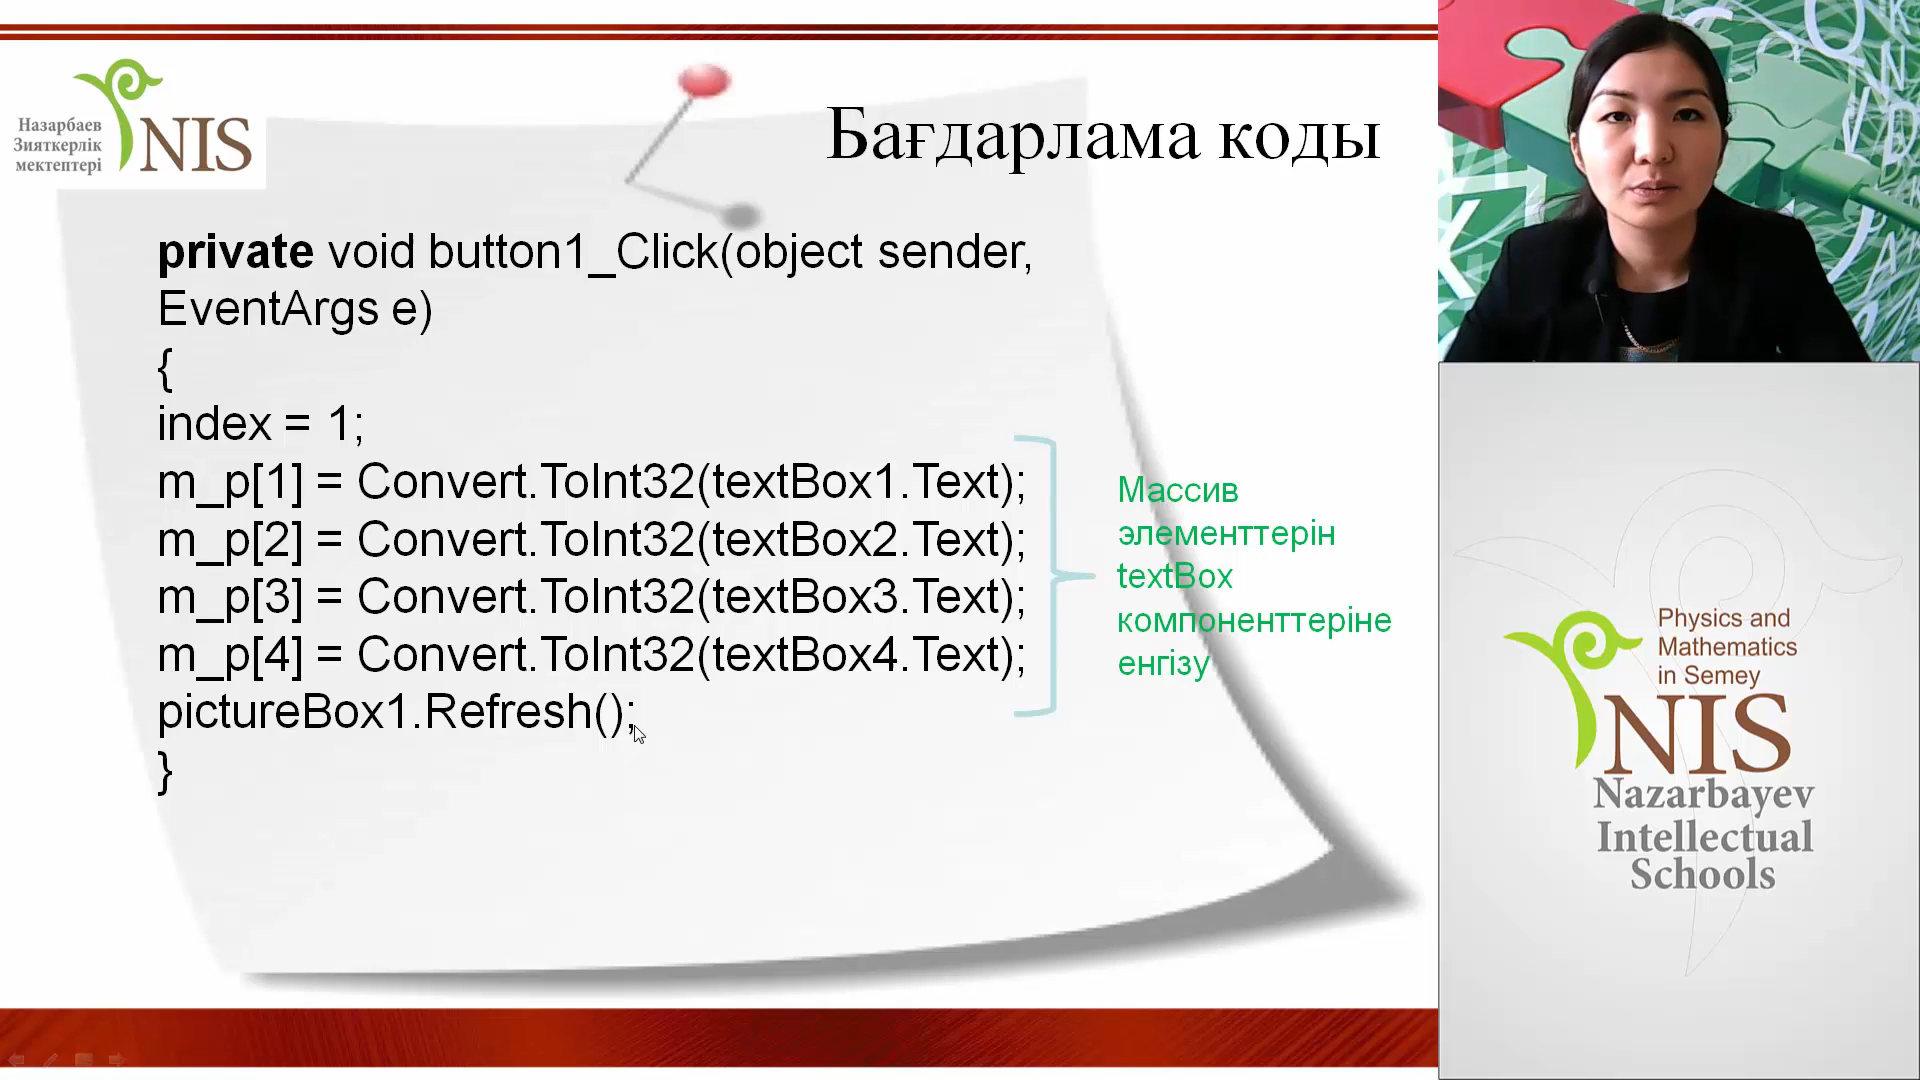 Назарбаев
Зияткерлік
мектептері
NIS
Бағдарлама коды
private void button1_Click(object sender,
EventArgs e)
{
index = 1;
m_p[1] = Convert.ToInt32(textBox1.Text);
m_p[2] = Convert.ToInt32(textBox2.Text);
m_p[3] = Convert.ToInt32(textBox3.Text);
m_p[4] = Convert.ToInt32(textBox4.Text);
pictureBox1.Refresh();
}
Массив
элементтерін
textBox
компоненттеріне
енгізу
Physics and
Mathematics
in Semey
NIS
Nazarbayev
Intellectual
Schools